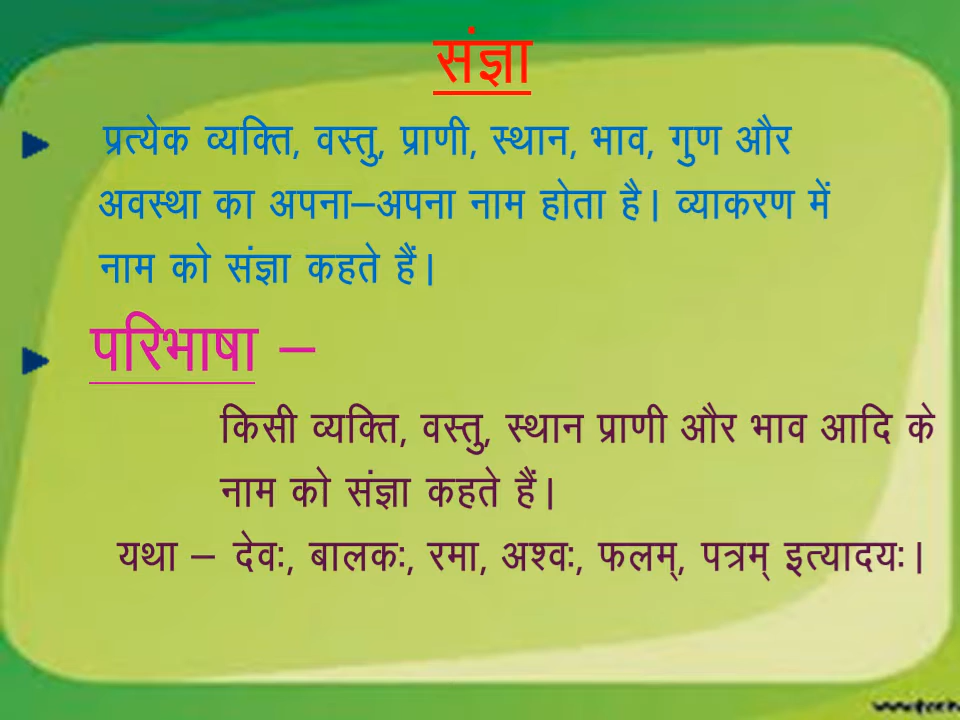 संज्ञा
प्रत्येक व्यक्ति, वस्तु, प्राणी, स्थान, भाव, गुण और
अवस्था का अपना–अपना नाम होता है। व्याकरण में
नाम को संज्ञा कहते हैं।
परिभाषा –
किसी व्यक्ति, वस्तु, स्थान प्राणी और भाव आदि के
नाम को संज्ञा कहते हैं।
यथा – देवः, बालकः, रमा, अश्वः, फलम्, पत्रम् इत्यादयः।